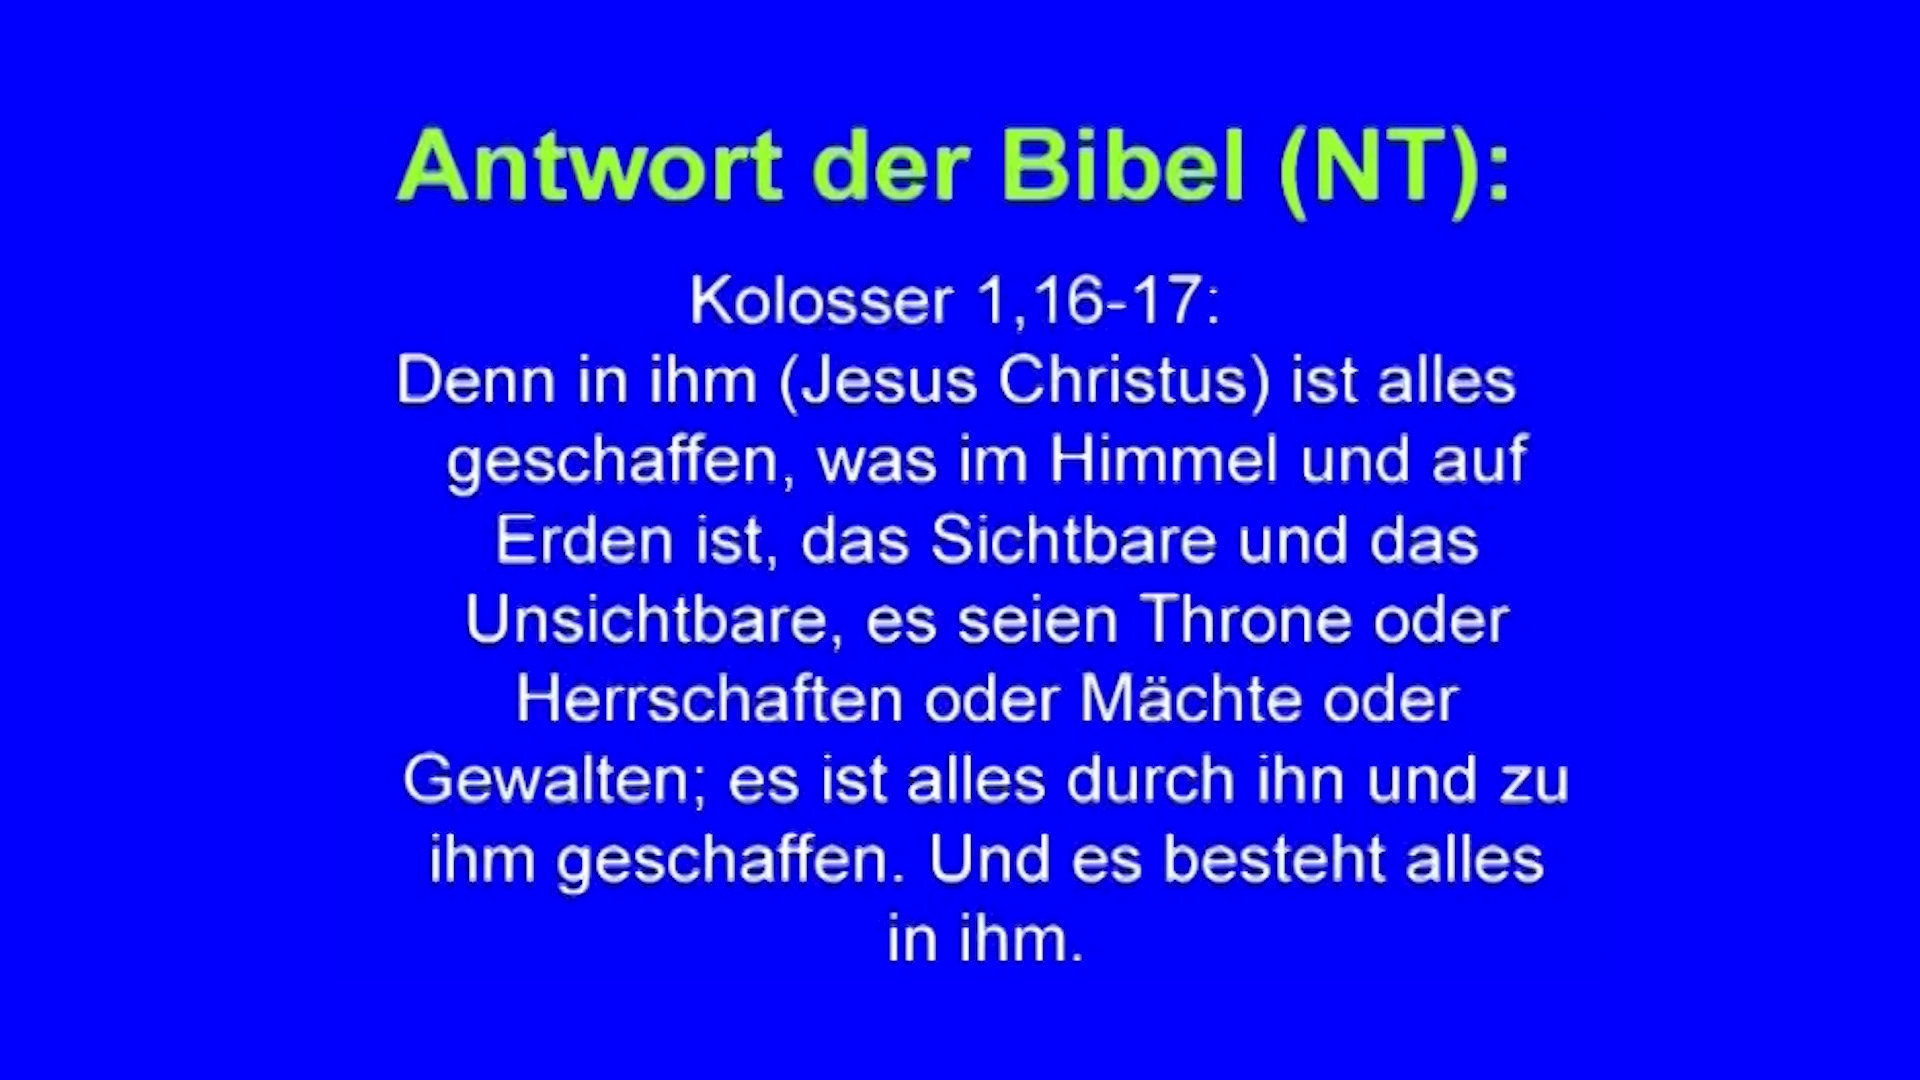 Antwort der Bibel (NT):
Kolosser 1,16-17:
Denn in ihm (Jesus Christus) ist alles
geschaffen, was im Himmel und auf
Erden ist, das Sichtbare und das
Unsichtbare, es seien Throne oder
Herrschaften oder Mächte oder
Gewalten; es ist alles durch ihn und zu
ihm geschaffen. Und es besteht alles
in ihm.